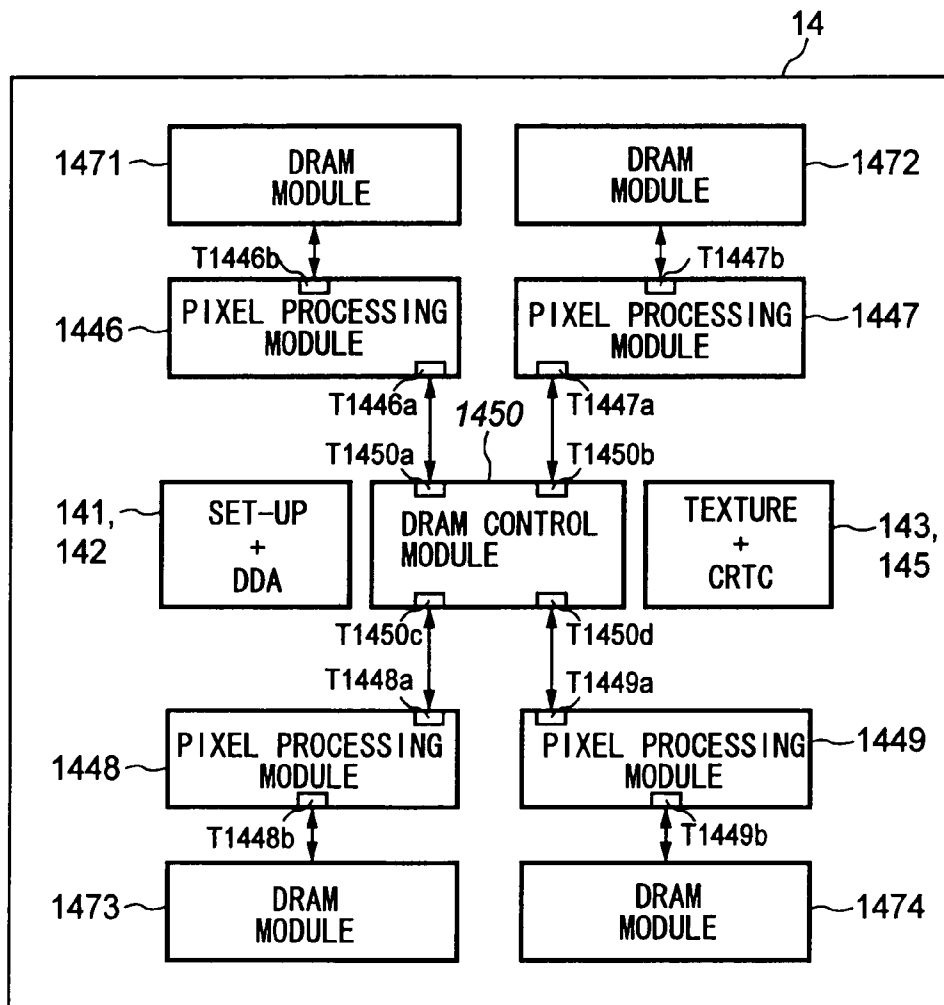 14
1471
DRAM
MODULE
DRAM
MODULE
1472
T1446b
T1447b
1446
PIXEL PROCESSING
MODULE
PIXEL PROCESSING
MODULE
1447
T1446a
T1447a
1450
T1450a
T1450b
141,
142
SET-UP
+
DDA
DRAM CONTROL
MODULE
TEXTURE
+
CRTC
143,
145
T1450c
T1450d
T1448a
T1449a
1448
PIXEL PROCESSING
MODULE
PIXEL PROCESSING
MODULE
1449
T1448b
T1449b
1473
DRAM
MODULE
DRAM
MODULE
1474